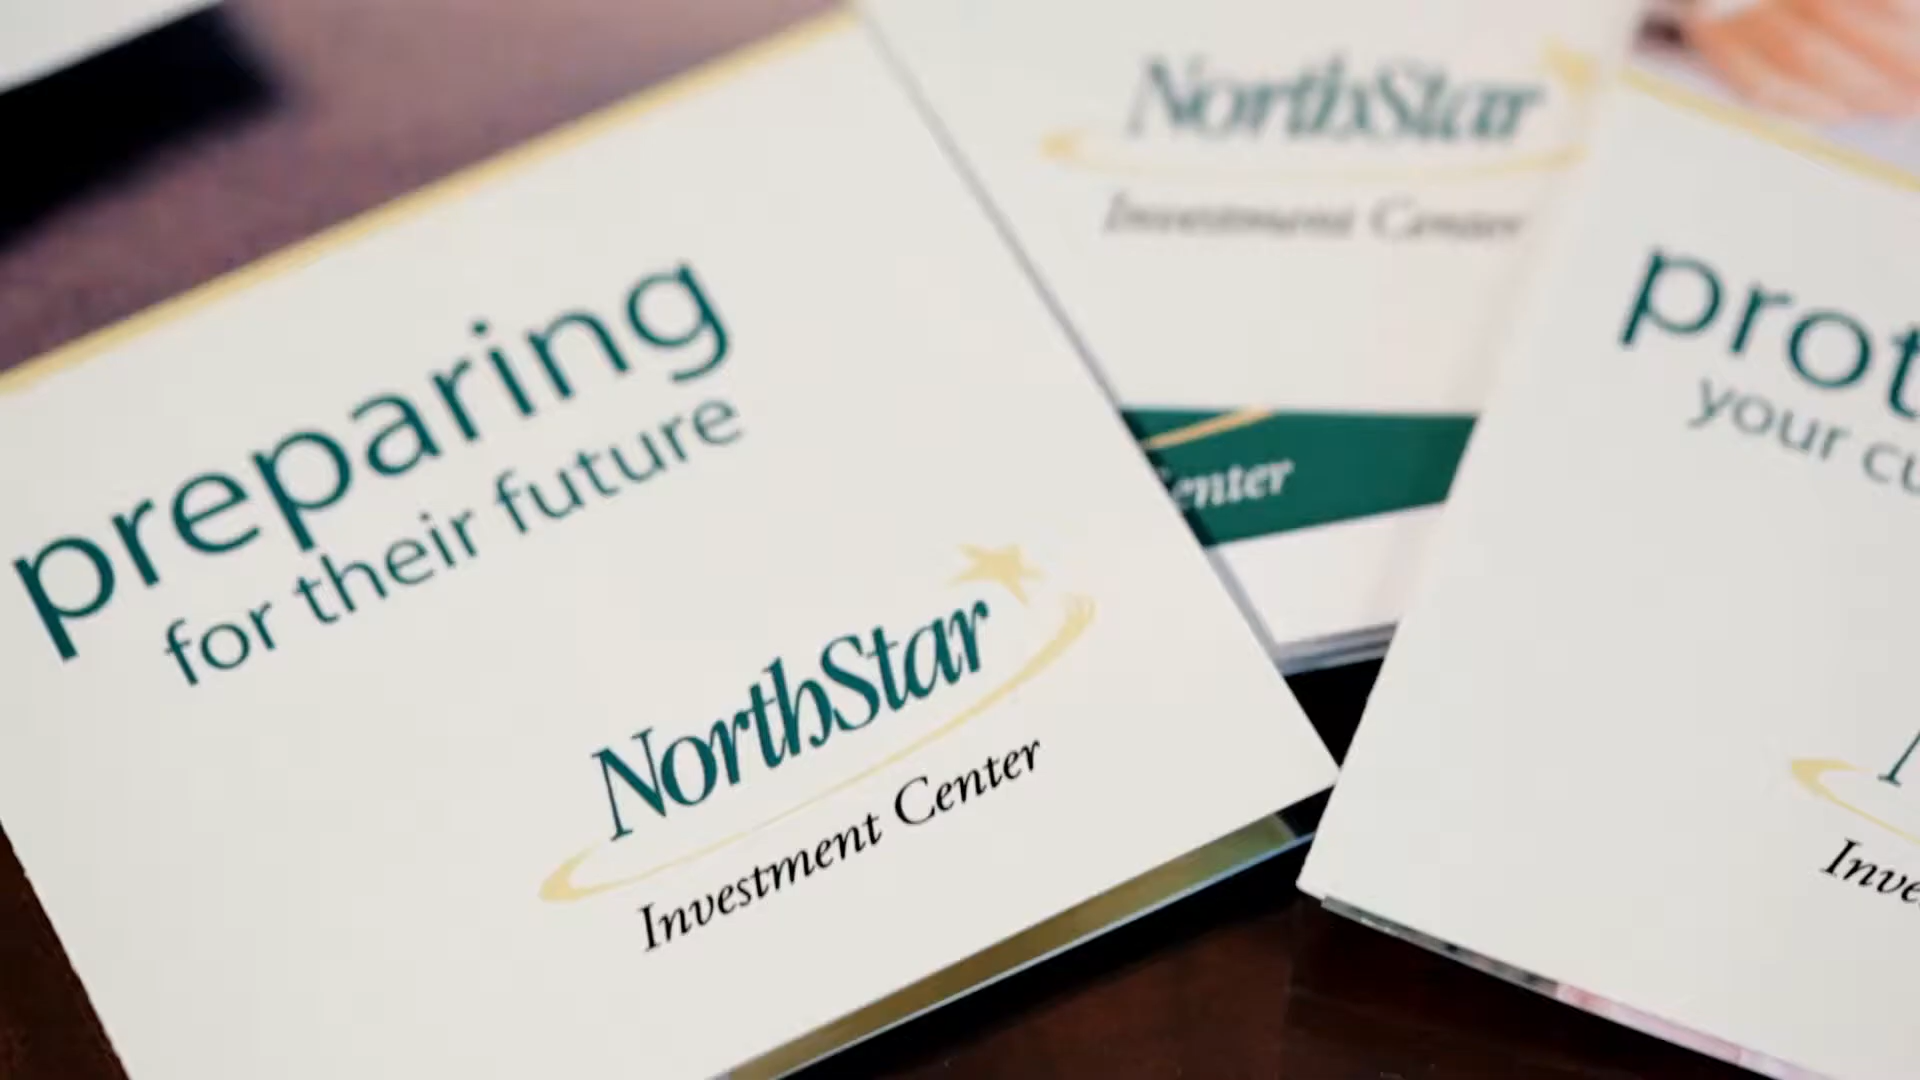 preparing
for their future
NorthStar
Investment Center
NorthStar
Investment Center
enter
prot
your cu
Inve